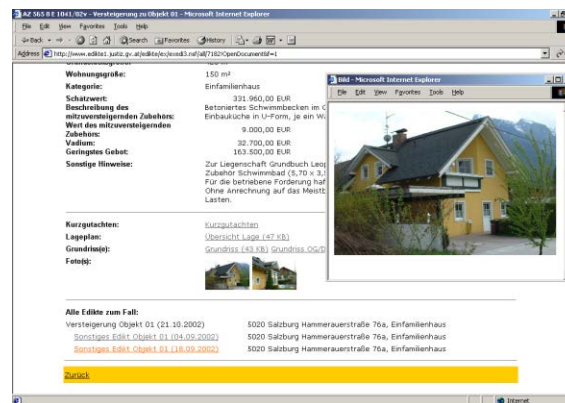 AZ 565 8 E 1041/82v - Versteigerung zu Objekt 01 - Microsoft Internet Explorer
File Edit View Favorites Tools Help
Back Search Favorites History
Address http://www.edikte1.justiz.gv.at/edikte/ex/exedi3.nsf/all/7182?OpenDocument&f=1
Wohnungsgröße: 150 m²
Kategorie: Einfamilienhaus
Schätzwert: 331.960,00 EUR
Beschreibung des mitzuversteigernden Zubehörs: Betoniertes Schwimmbecken im
Einbauküche in U-Form, je ein
Wert des mitzuversteigernden Zubehörs: 9.000,00 EUR
Vadium: 32.700,00 EUR
Geringstes Gebot: 163.500,00 EUR
Sonstige Hinweise: Zur Liegenschaft Grundbuch
Zubehör Schwimmbad (5,70 x
Für die betriebene Forderung
Ohne Anrechnung auf das
Lasten.
Kurzgutachten: Kurzgutachten
Lageplan: Übersicht Lage (47 KB)
Grundriss(e): Grundriss (43 KB) Grundriss
Foto(s):
Alle Edikte zum Fall:
Versteigerung Objekt 01 (21.10.2002) 5020 Salzburg Hammerauerstraße 76a, Einfamilienhaus
Sonstiges Edikt Objekt 01 (04.09.2002) 5020 Salzburg Hammerauerstraße 76a, Einfamilienhaus
Sonstiges Edikt Objekt 01 (18.09.2002) 5020 Salzburg Hammerauerstraße 76a, Einfamilienhaus
Zurück
Internet
Bild - Microsoft Internet Explorer
File Edit View Favorites Tools Help